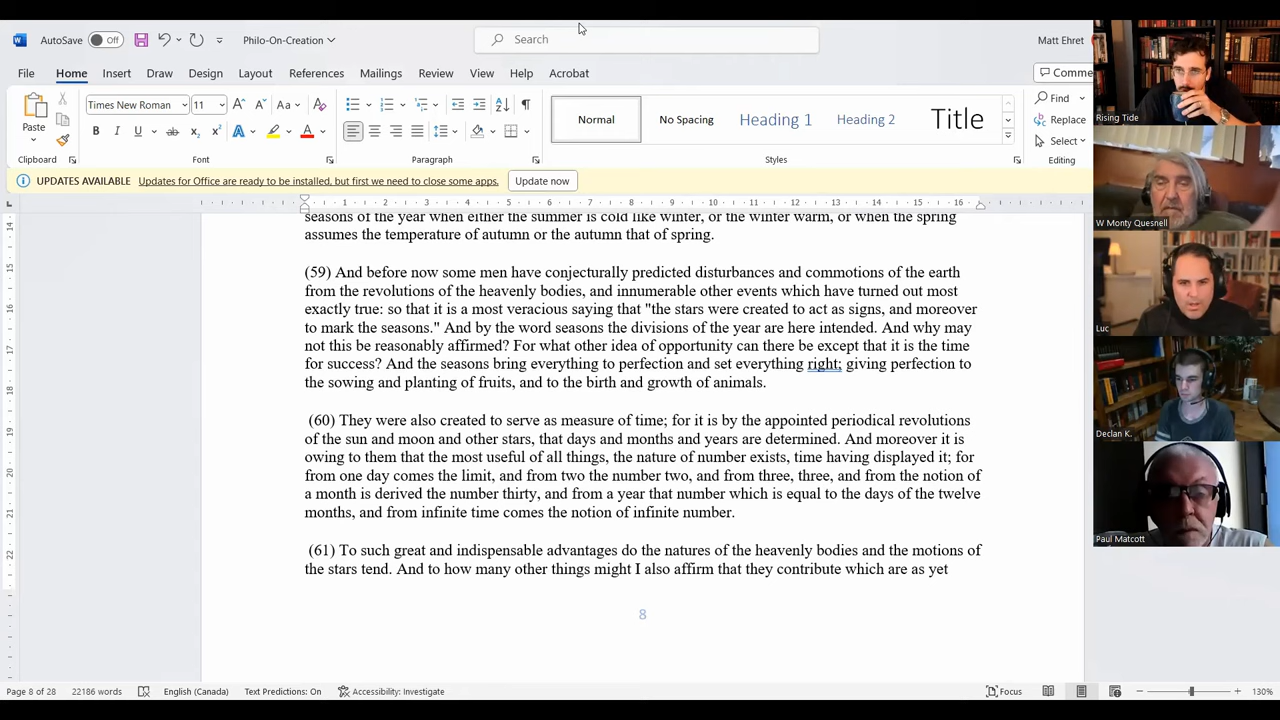 AutoSave
Off
Philo-On-Creation
Search
Matt Ehret
File
Home
Insert
Draw
Design
Layout
References
Mailings
Review
View
Help
Acrobat
Comme
Paste
Times New Roman
11
Normal
No Spacing
Heading 1
Heading 2
Title
Find
Replace
Select
Clipboard
Font
Paragraph
Styles
Editing
UPDATES AVAILABLE Updates for Office are ready to be installed, but first we need to close some apps. Update now
seasons of the year when either the summer is cold like winter, or the winter warm, or when the spring
assumes the temperature of autumn or the autumn that of spring.
(59) And before now some men have conjecturally predicted disturbances and commotions of the earth
from the revolutions of the heavenly bodies, and innumerable other events which have turned out most
exactly true: so that it is a most veracious saying that "the stars were created to act as signs, and moreover
to mark the seasons." And by the word seasons the divisions of the year are here intended. And why may
not this be reasonably affirmed? For what other idea of opportunity can there be except that it is the time
for success? And the seasons bring everything to perfection and set everything right; giving perfection to
the sowing and planting of fruits, and to the birth and growth of animals.
(60) They were also created to serve as measure of time; for it is by the appointed periodical revolutions
of the sun and moon and other stars, that days and months and years are determined. And moreover it is
owing to them that the most useful of all things, the nature of number exists, time having displayed it; for
from one day comes the limit, and from two the number two, and from three, three, and from the notion of
a month is derived the number thirty, and from a year that number which is equal to the days of the twelve
months, and from infinite time comes the notion of infinite number.
(61) To such great and indispensable advantages do the natures of the heavenly bodies and the motions of
the stars tend. And to how many other things might I also affirm that they contribute which are as yet
8
Page 8 of 28
22186 words
English (Canada)
Text Predictions: On
Accessibility: Investigate
Focus
130%
Rising Tide
W Monty Quesnell
Luc
Declan K.
Paul Matcott